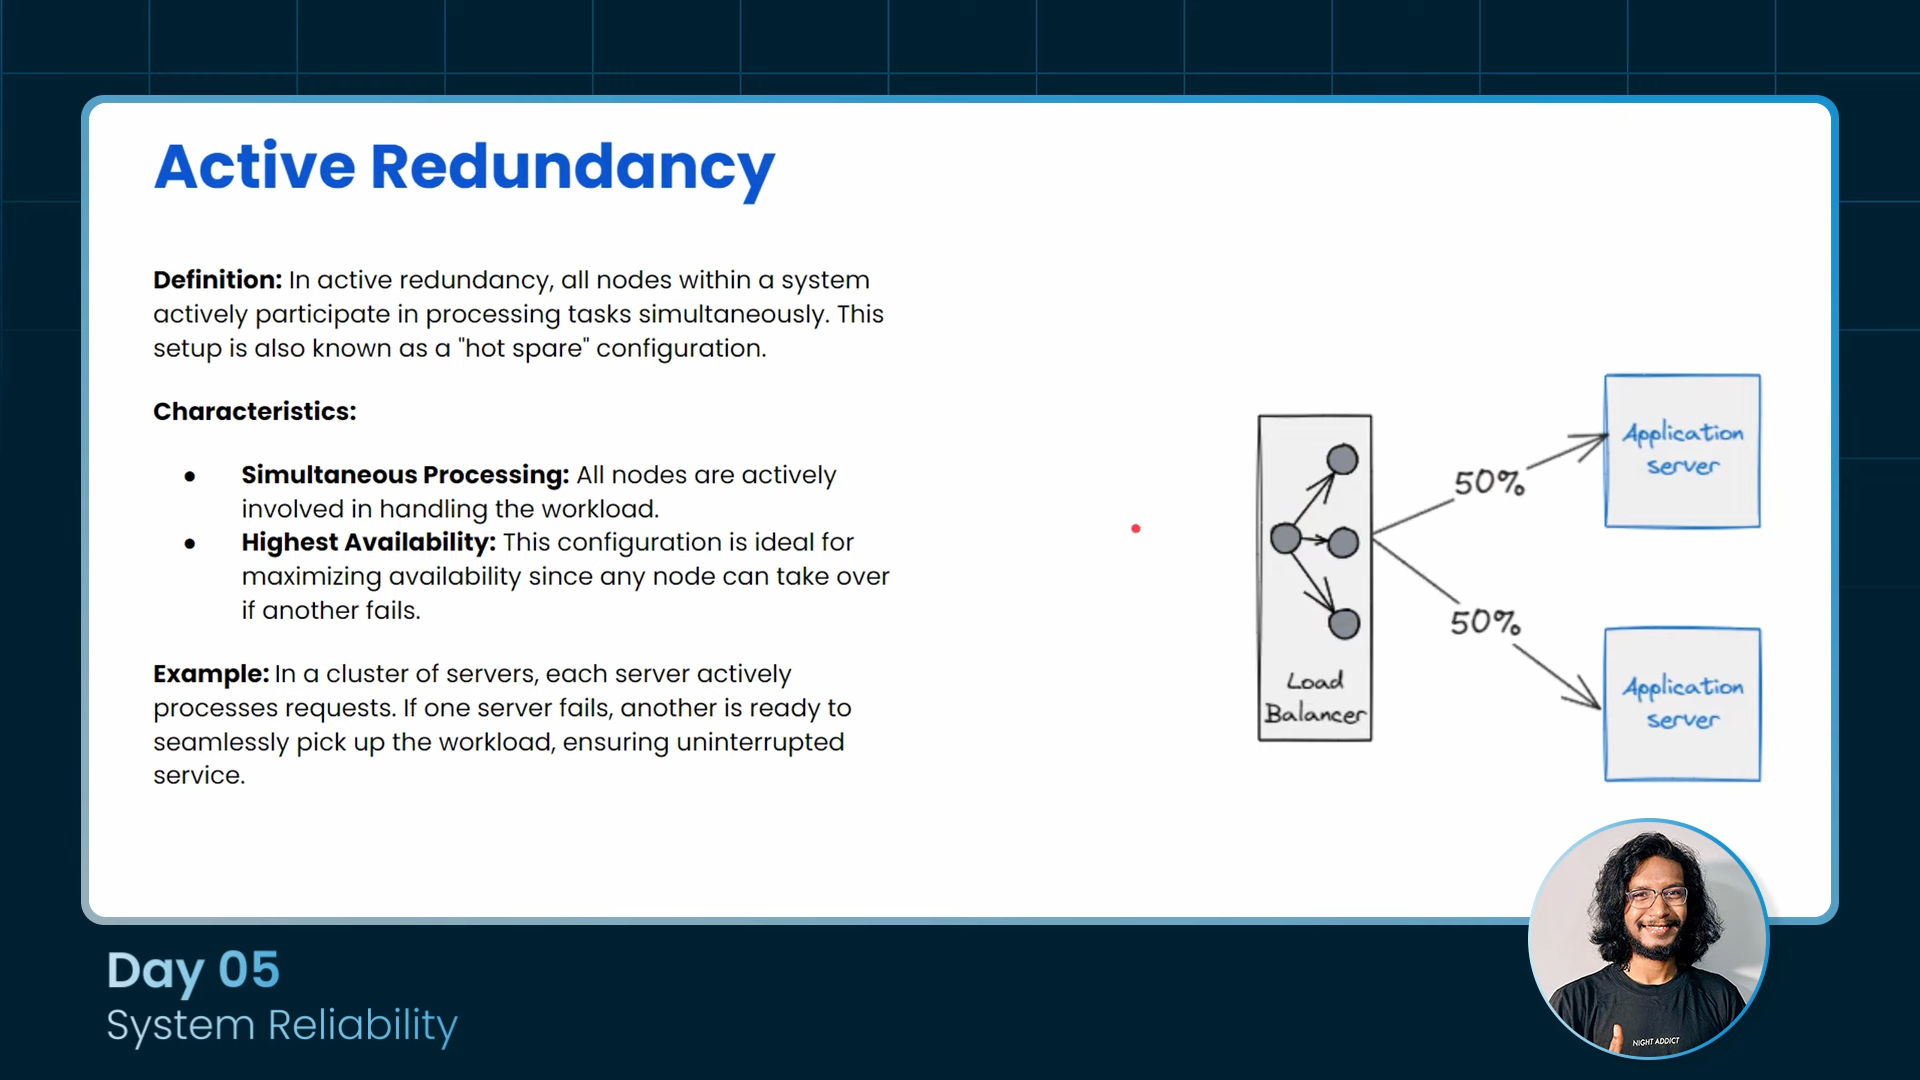 Active Redundancy
Definition: In active redundancy, all nodes within a system
actively participate in processing tasks simultaneously. This
setup is also known as a "hot spare" configuration.
Characteristics:
● Simultaneous Processing: All nodes are actively
involved in handling the workload.
● Highest Availability: This configuration is ideal for
maximizing availability since any node can take over
if another fails.
Example: In a cluster of servers, each server actively
processes requests. If one server fails, another is ready to
seamlessly pick up the workload, ensuring uninterrupted
service.
Load
Balancer
50%
50%
Application
server
Application
server
Day 05
System Reliability
NIGHT ADDICT